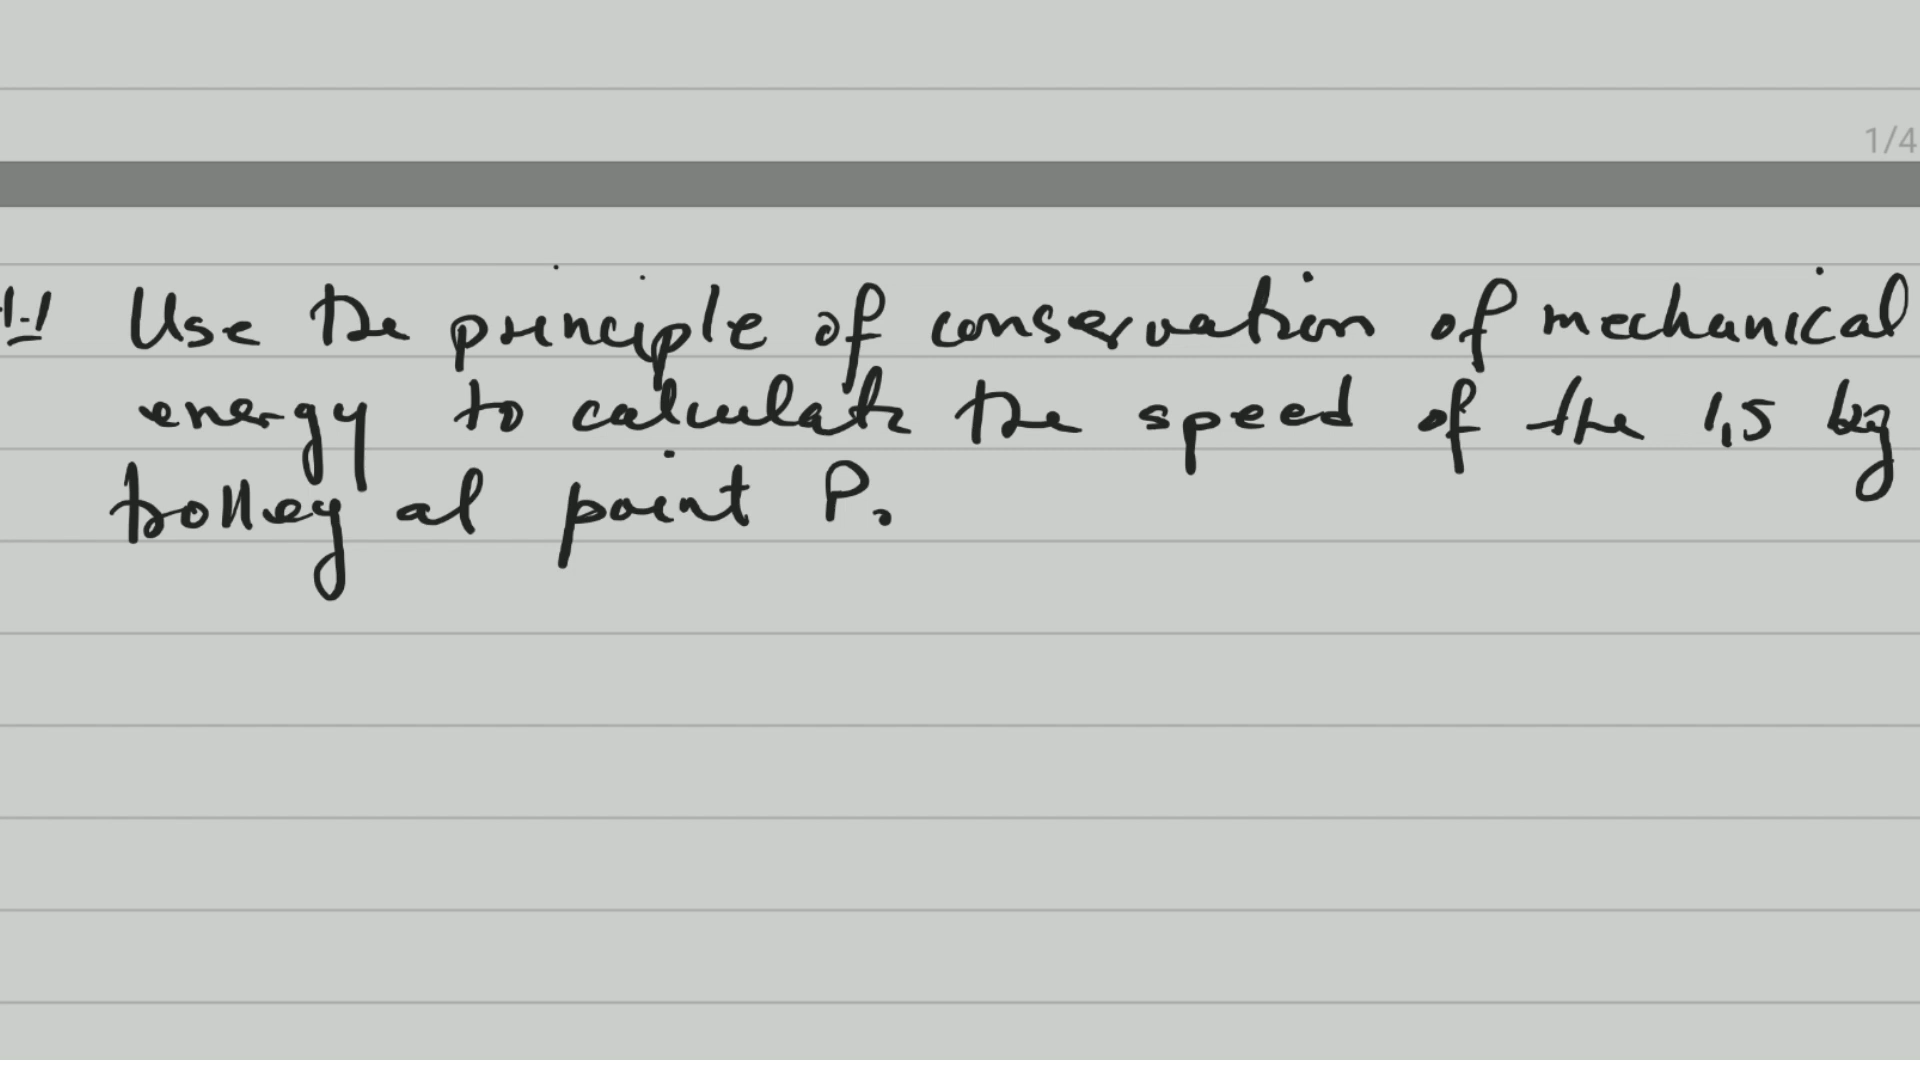 1/4
1.1 Use the principle of conservation of mechanical
energy to calculate the speed of the 1,5 kg
trolley at point P.